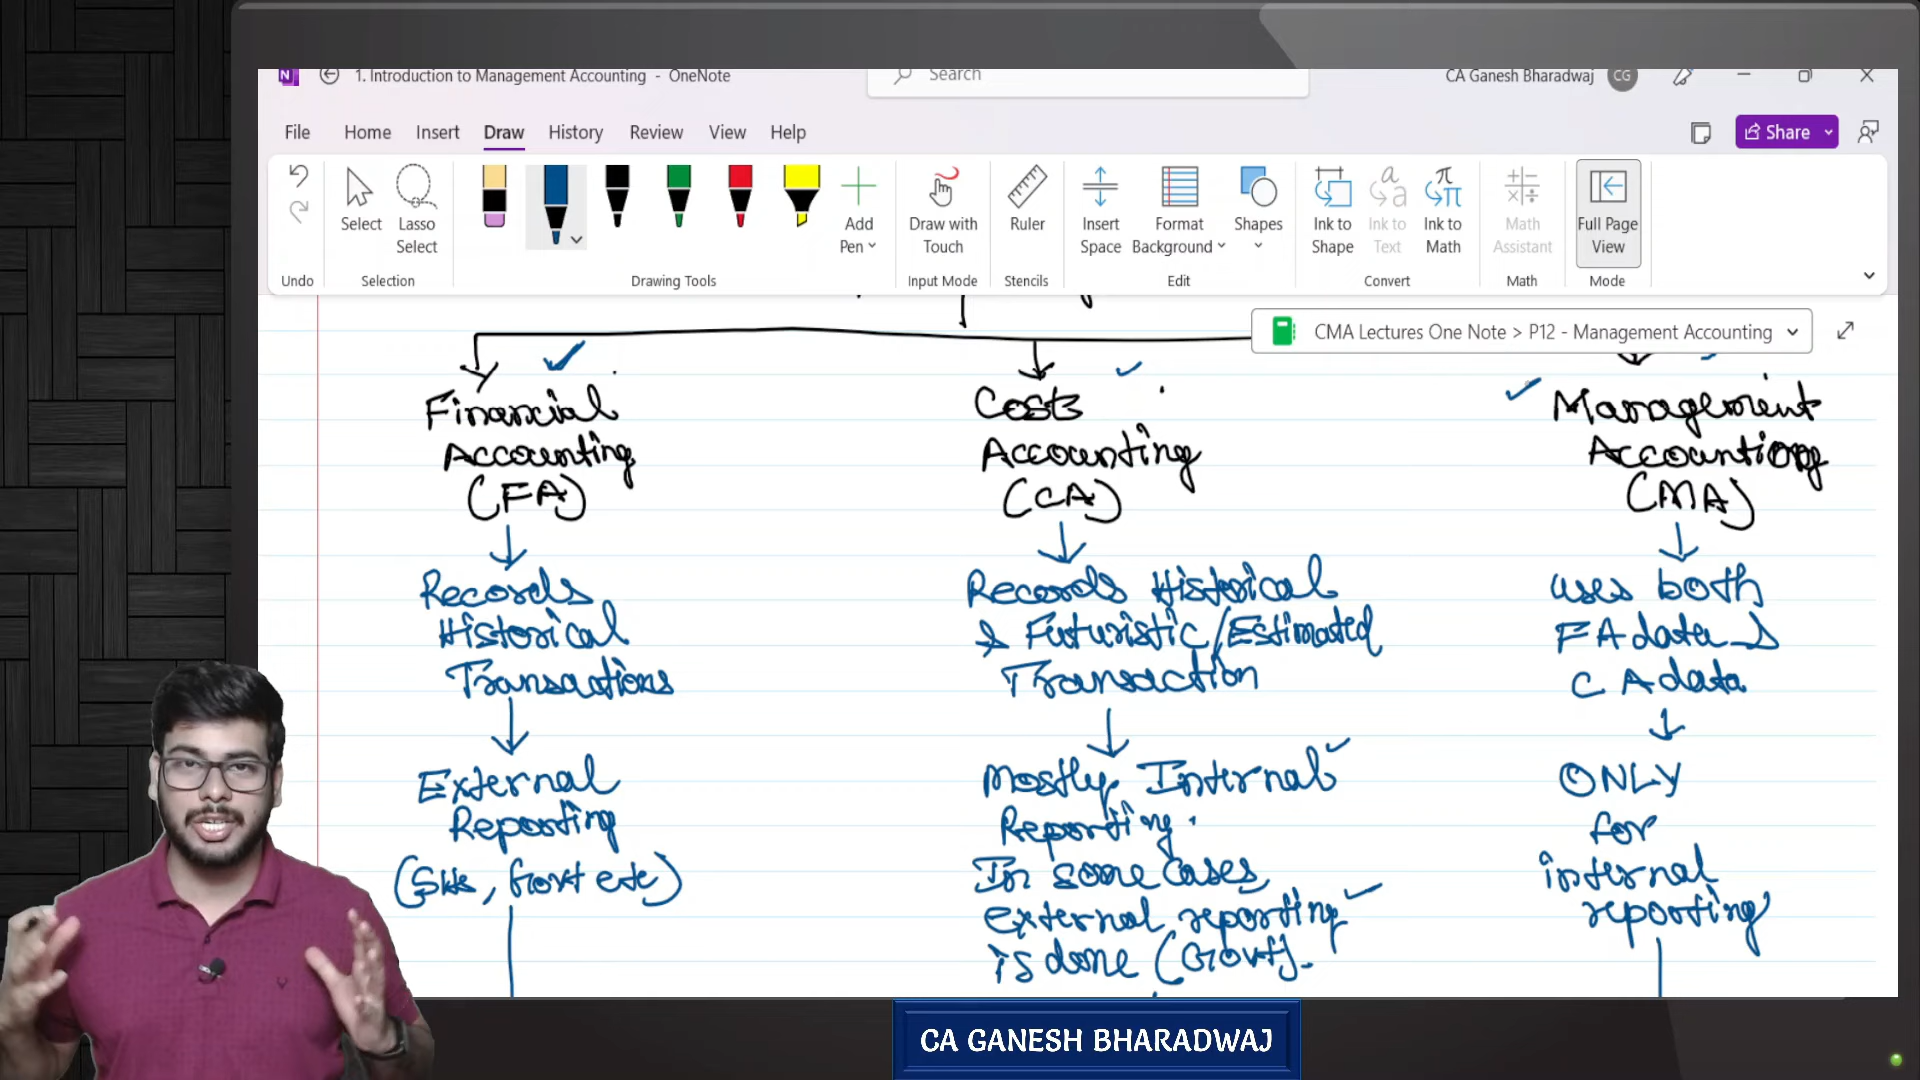 1. Introduction to Management Accounting - OneNote
Search
CA Ganesh Bharadwaj
CG
File
Home
Insert
Draw
History
Review
View
Help
Share
Select
Lasso
Select
Add
Pen
Draw with
Touch
Ruler
Insert
Space
Format
Background
Shapes
Ink to
Shape
Ink to
Text
Ink to
Math
Math
Assistant
Full Page
View
Undo
Selection
Drawing Tools
Input Mode
Stencils
Edit
Convert
Math
Mode
CMA Lectures One Note > P12 - Management Accounting
Financial
Accounting
(FA)
Records
Historical
Transactions
External
Reporting
(SHs, Govt etc)
Costs
Accounting
(CA)
Records Historical
& Futuristic/Estimated
Transaction
Mostly Internal
Reporting.
In some cases
external reporting
is done (Govt).
Management
Accounting
(MA)
uses both
FA data &
CA data
ONLY
for
internal
reporting
CA GANESH BHARADWAJ